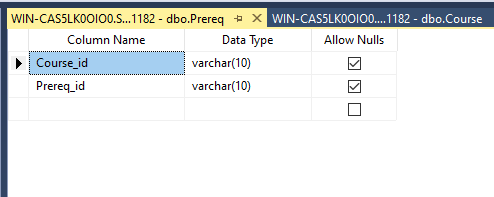 WIN-CAS5LK0OIO0.S...1182 - dbo.Prereq WIN-CAS5LK0OIO0....1182 - dbo.Course
Column Name Data Type Allow Nulls
Course_id varchar(10)
Prereq_id varchar(10)